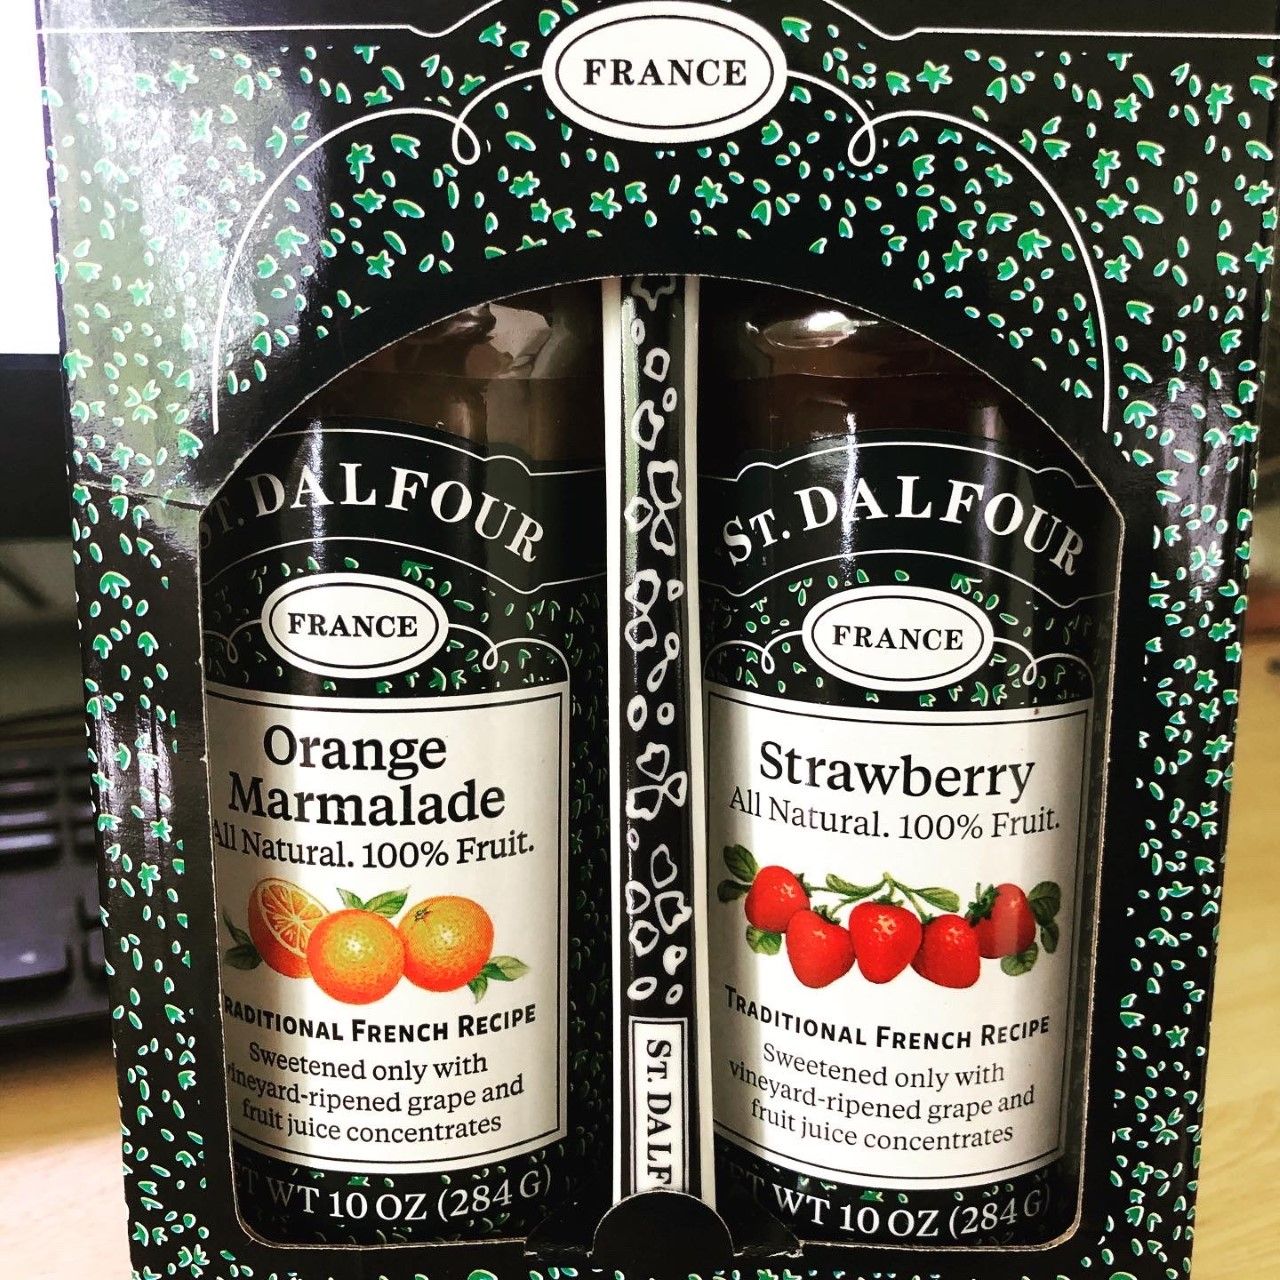 FRANCE
ST. DALFOUR
FRANCE
Orange
Marmalade
All Natural. 100% Fruit.
TRADITIONAL FRENCH RECIPE
Sweetened only with
vineyard-ripened grape and
fruit juice concentrates
WT 10 OZ (284 G)
ST. DALF
ST. DALFOUR
FRANCE
Strawberry
All Natural. 100% Fruit.
TRADITIONAL FRENCH RECIPE
Sweetened only with
vineyard-ripened grape and
fruit juice concentrates
WT 10 OZ (284 G)